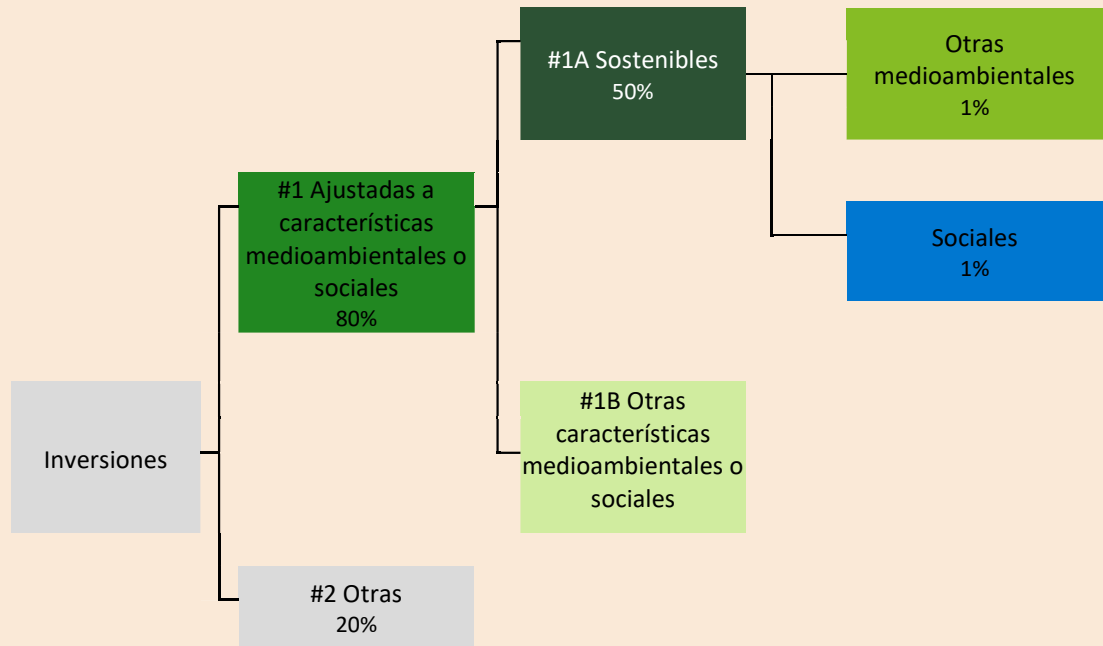 #1A Sostenibles
50%
Otras
medioambientales
1%
#1 Ajustadas a
características
medioambientales o
sociales
80%
Sociales
1%
Inversiones
#1B Otras
características
medioambientales o
sociales
#2 Otras
20%